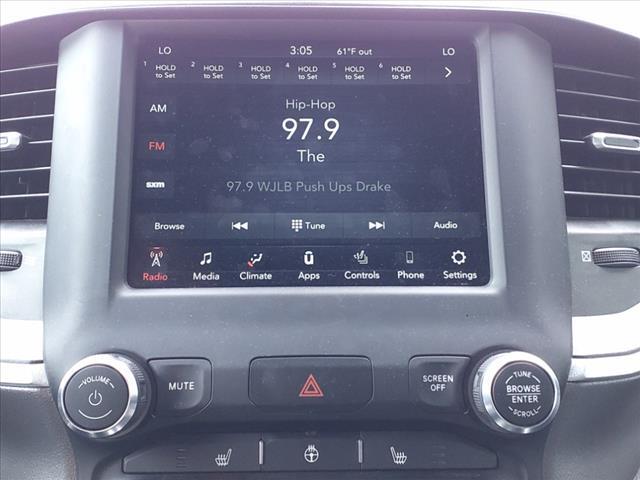 LO 3:05 61°F out LO
1 HOLD to Set 2 HOLD to Set 3 HOLD to Set 4 HOLD to Set 5 HOLD to Set 6 HOLD to Set
AM
Hip-Hop
97.9
FM
The
sxm
97.9 WJLB Push Ups Drake
Browse Tune Audio
Radio Media Climate Apps Controls Phone Settings
VOLUME
MUTE
SCREEN OFF
TUNE
BROWSE
ENTER
SCROLL